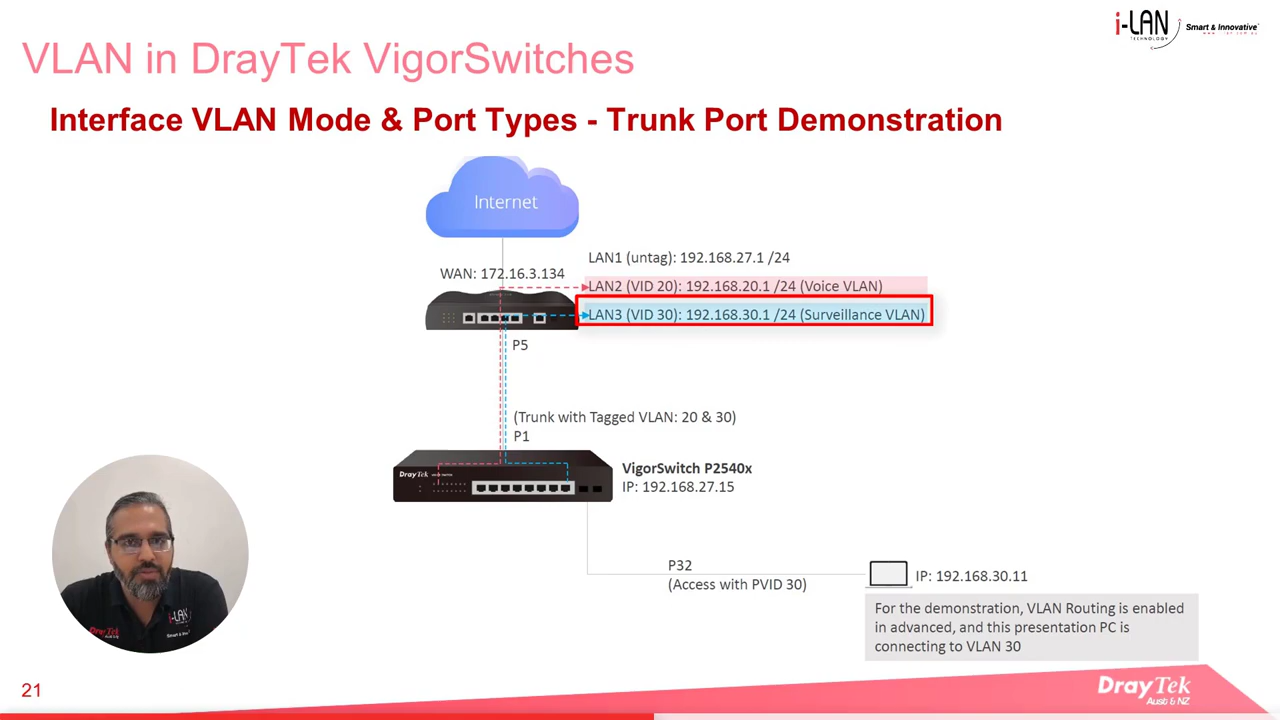 i-LAN
TECHNOLOGY
Smart & Innovative
VLAN in DrayTek VigorSwitches
Interface VLAN Mode & Port Types - Trunk Port Demonstration
Internet
LAN1 (untag): 192.168.27.1 /24
WAN: 172.16.3.134
LAN2 (VID 20): 192.168.20.1 /24 (Voice VLAN)
LAN3 (VID 30): 192.168.30.1 /24 (Surveillance VLAN)
P5
(Trunk with Tagged VLAN: 20 & 30)
P1
DrayTek
VigorSwitch P2540x
IP: 192.168.27.15
P32
(Access with PVID 30)
IP: 192.168.30.11
For the demonstration, VLAN Routing is enabled
in advanced, and this presentation PC is
connecting to VLAN 30
i-LAN
DrayTek
21
DrayTek
Aust & NZ